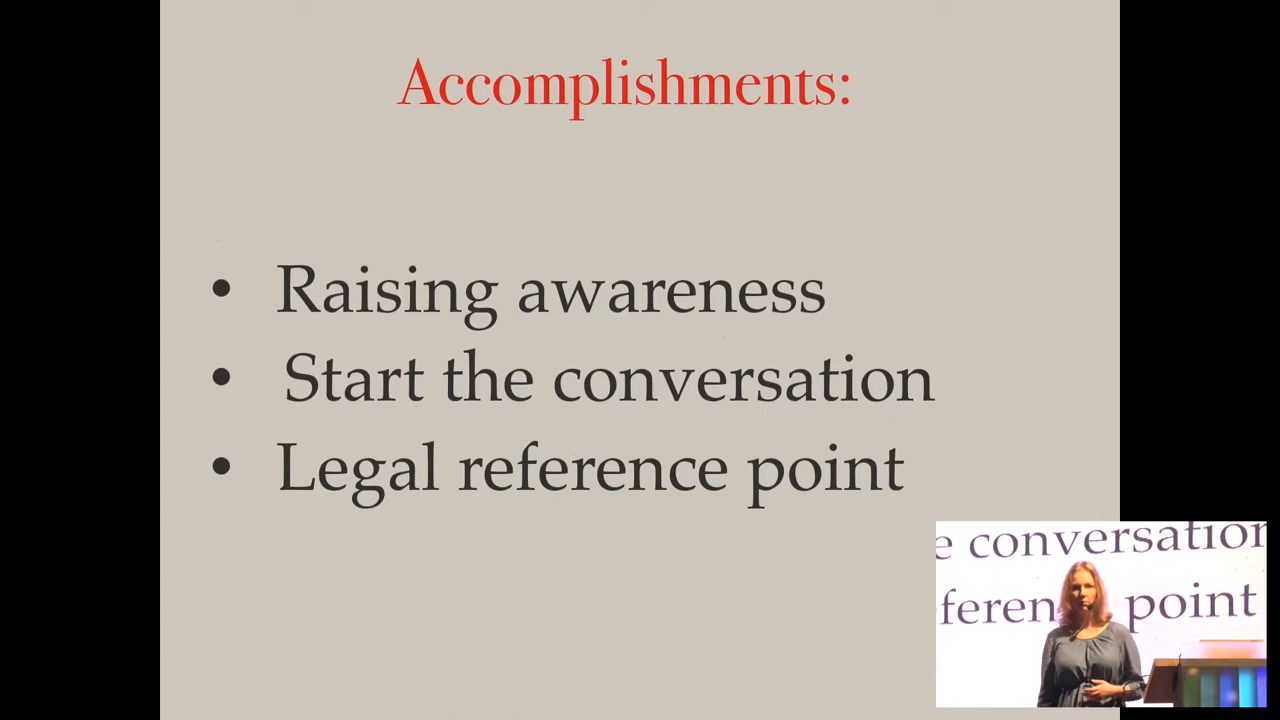 Accomplishments:
• Raising awareness
• Start the conversation
• Legal reference point
e conversation
feren point